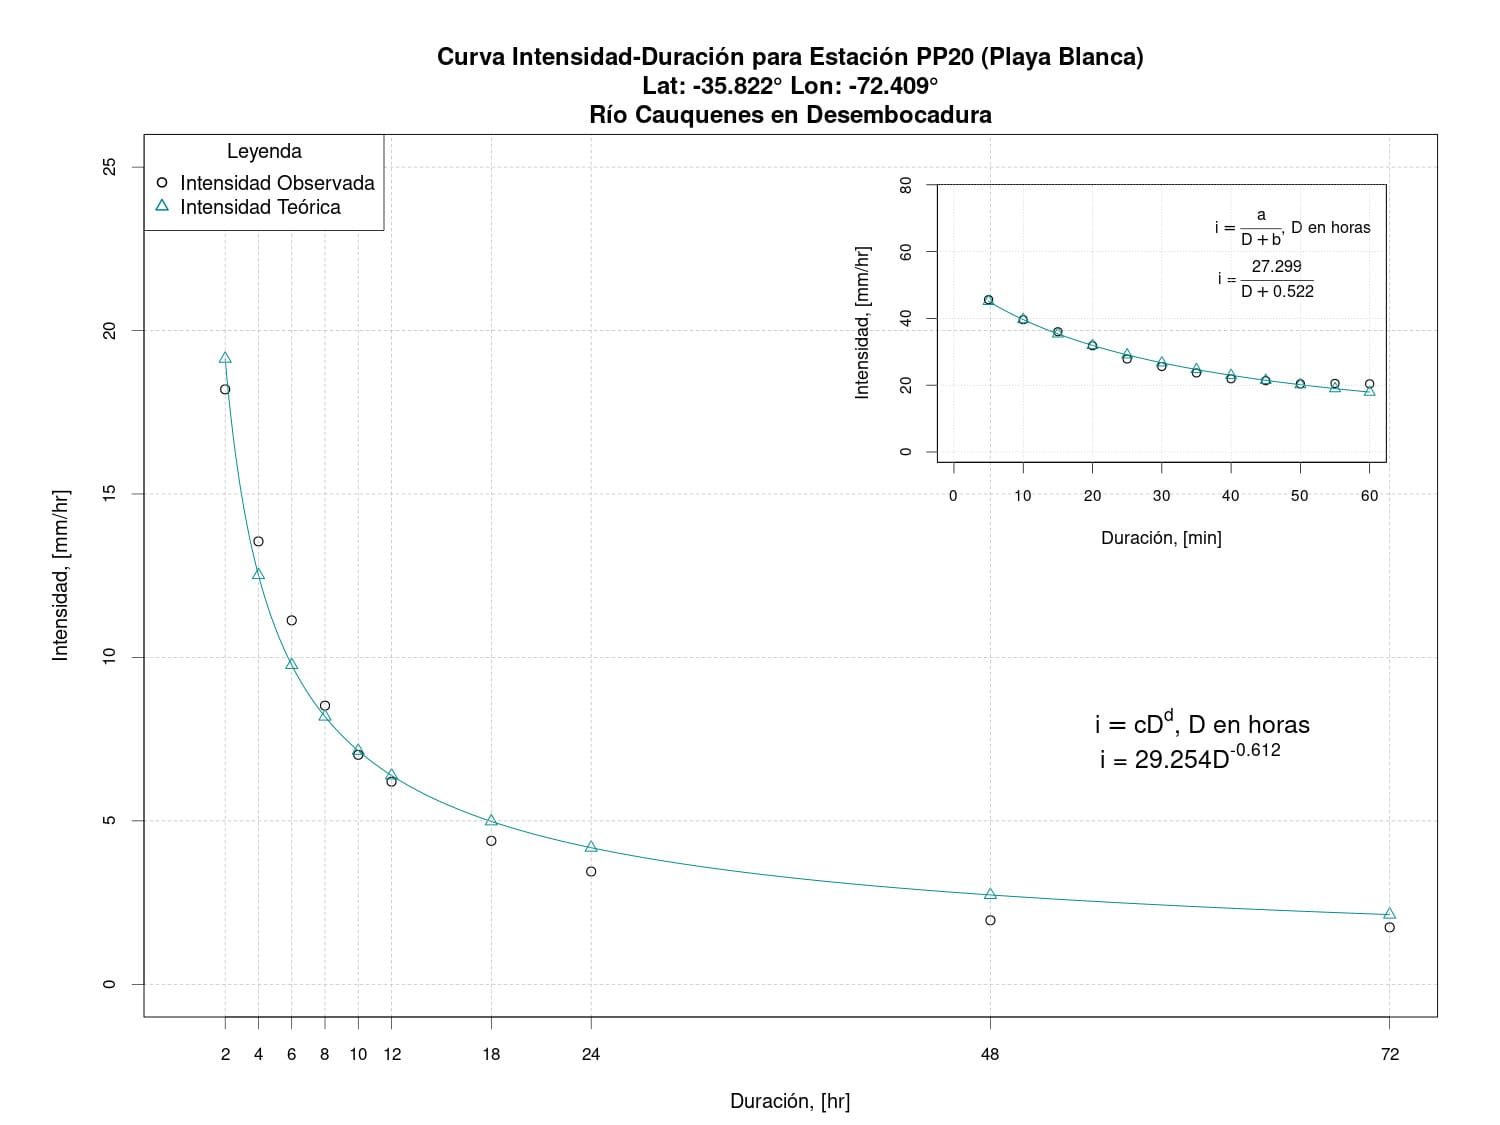 Curva Intensidad-Duración para Estación PP20 (Playa Blanca)
Lat: -35.822° Lon: -72.409°
Río Cauquenes en Desembocadura
Leyenda
Intensidad Observada
Intensidad Teórica
Intensidad, [mm/hr]
25
20
15
10
5
0
2 4 6 8 10 12 18 24 48 72
Duración, [hr]
Intensidad, [mm/hr]
80
60
40
20
0
0 10 20 30 40 50 60
Duración, [min]
i = a / (D + b), D en horas
i = 27.299 / (D + 0.522)
i = cD^d, D en horas
i = 29.254D^-0.612